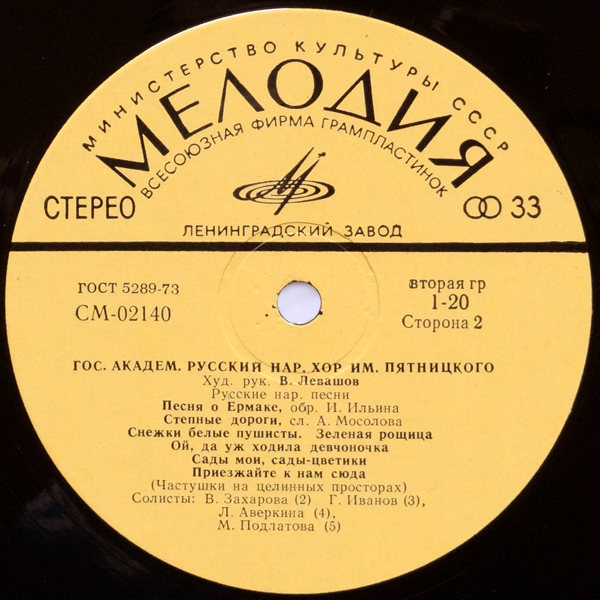 МИНИСТЕРСТВО КУЛЬТУРЫ СССР
МЕЛОДИЯ
ВСЕСОЮЗНАЯ ФИРМА ГРАМПЛАСТИНОК
СТЕРЕО
33
ЛЕНИНГРАДСКИЙ ЗАВОД
ГОСТ 5289-73
вторая гр
СМ-02140
1-20
Сторона 2
ГОС. АКАДЕМ. РУССКИЙ НАР. ХОР ИМ. ПЯТНИЦКОГО
Худ. рук. В. Левашов
Русские нар. песни
Песня о Ермаке, обр. И. Ильина
Степные дороги, сл. А. Мосолова
Снежки белые пушисты. Зеленая рощица
Ой, да уж ходила девчоночка
Сады мои, сады-цветики
Приезжайте к нам сюда
(Частушки на целинных просторах)
Солисты: В. Захарова (2) Г. Иванов (3),
Л. Аверкина (4),
М. Подлатова (5)